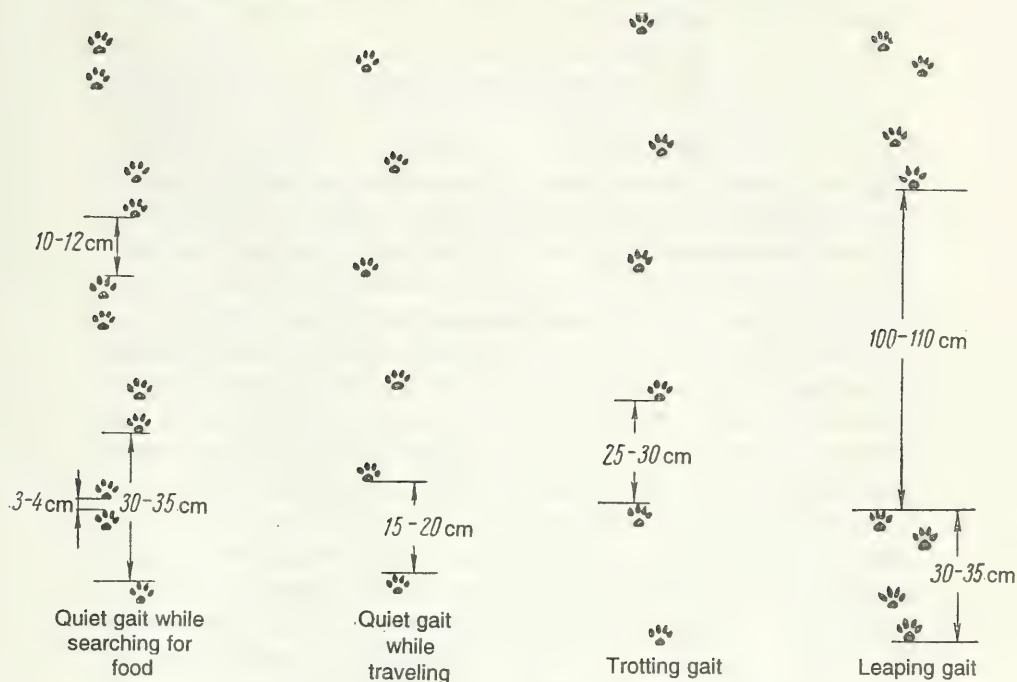 10-12 cm
100-110 cm
25-30 cm
.3-4 cm
30-35 cm
15-20 cm
30-35 cm
Quiet gait while
searching for
food
.Quiet gait
while
traveling
Trotting gait
Leaping gait